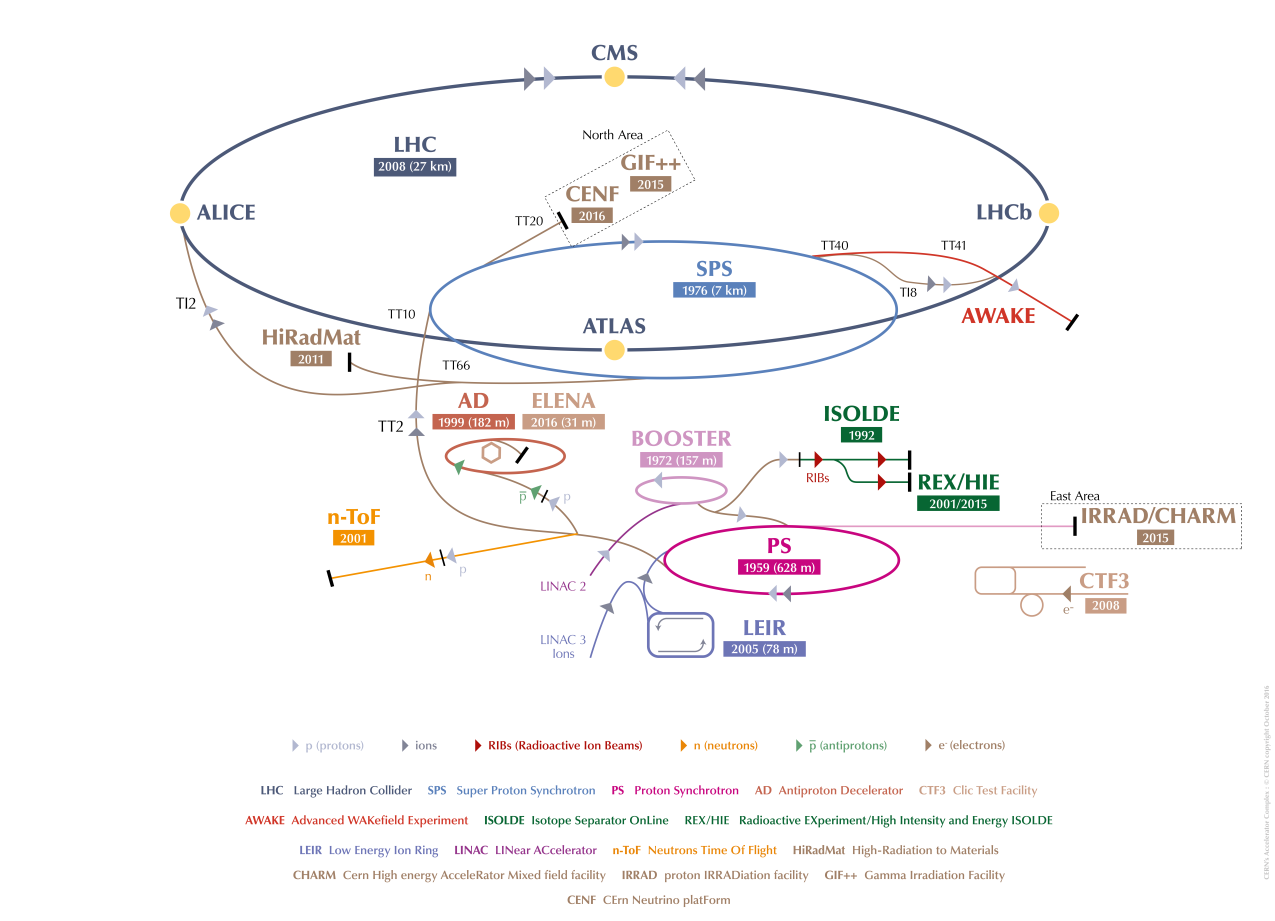 CMS
LHC
2008 (27 km)
North Area
GIF++
2015
CENF
2016
TT20
ALICE
LHCb
TT40
TT41
SPS
1976 (7 km)
TI8
TI2
TT10
AWAKE
ATLAS
HiRadMat
2011
TT66
AD
1999 (182 m)
ELENA
2016 (31 m)
TT2
BOOSTER
1972 (157 m)
ISOLDE
1992
RIBs
REX/HIE
2001/2015
p̅
p
East Area
IRRAD/CHARM
2015
n-ToF
2001
n
p
PS
1959 (628 m)
LINAC 2
CTF3
2008
e⁻
LINAC 3
Ions
LEIR
2005 (78 m)
p (protons) ions RIBs (Radioactive Ion Beams) n (neutrons) p̅ (antiprotons) e⁻ (electrons)
LHC Large Hadron Collider SPS Super Proton Synchrotron PS Proton Synchrotron AD Antiproton Decelerator CTF3 Clic Test Facility
AWAKE Advanced WAKefield Experiment ISOLDE Isotope Separator OnLine REX/HIE Radioactive EXperiment/High Intensity and Energy ISOLDE
LEIR Low Energy Ion Ring LINAC LINear ACcelerator n-ToF Neutrons Time Of Flight HiRadMat High-Radiation to Materials
CHARM Cern High energy AcceleRator Mixed field facility IRRAD proton IRRADiation facility GIF++ Gamma Irradiation Facility
CENF CErn Neutrino platForm
CERN's Accelerator Complex : © CERN copyright October 2016